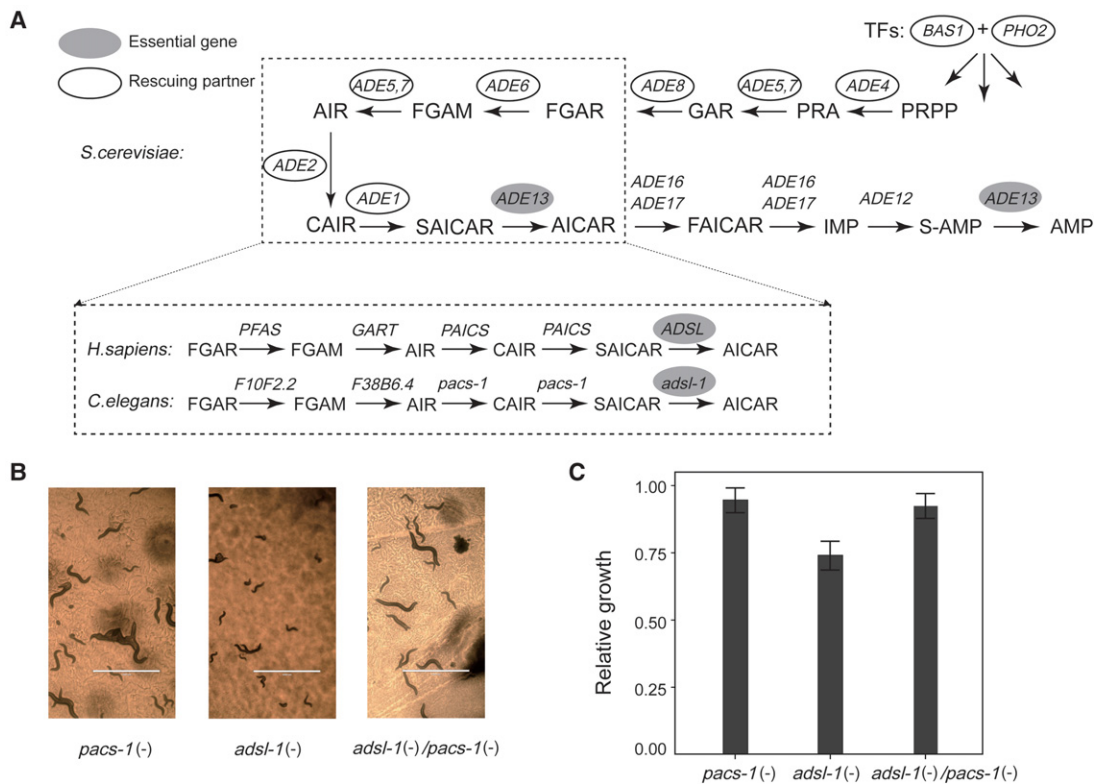 A
Essential gene
Rescuing partner
TFs: BAS1 + PHO2
ADE5,7 ADE6 ADE8 ADE5,7 ADE4
AIR FGAM FGAR GAR PRA PRPP
S.cerevisiae:
ADE2
ADE1 ADE13 ADE16 ADE17 ADE16 ADE17 ADE12 ADE13
CAIR SAICAR AICAR FAICAR IMP S-AMP AMP
PFAS GART PAICS PAICS ADSL
H.sapiens: FGAR FGAM AIR CAIR SAICAR AICAR
F10F2.2 F38B6.4 pacs-1 pacs-1 adsl-1
C.elegans: FGAR FGAM AIR CAIR SAICAR AICAR
B
pacs-1(-) adsl-1(-) adsl-1(-)/pacs-1(-)
C
Relative growth
1.00
0.75
0.50
0.25
0.00
pacs-1(-) adsl-1(-) adsl-1(-)/pacs-1(-)